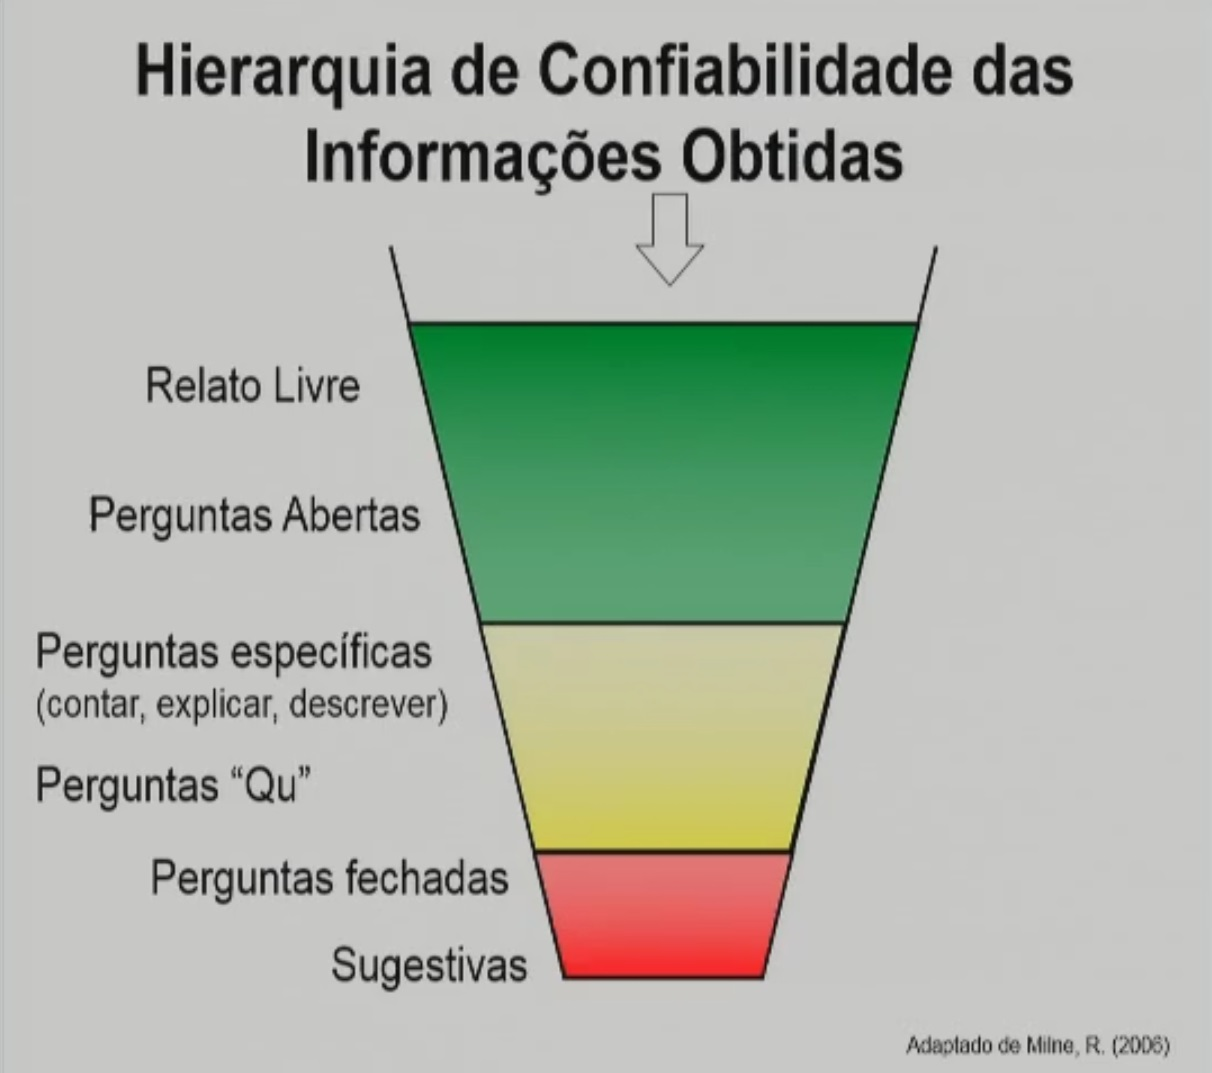 Hierarquia de Confiabilidade das
Informações Obtidas
Relato Livre
Perguntas Abertas
Perguntas específicas
(contar, explicar, descrever)
Perguntas “Qu”
Perguntas fechadas
Sugestivas
Adaptado de Milne, R. (2006)